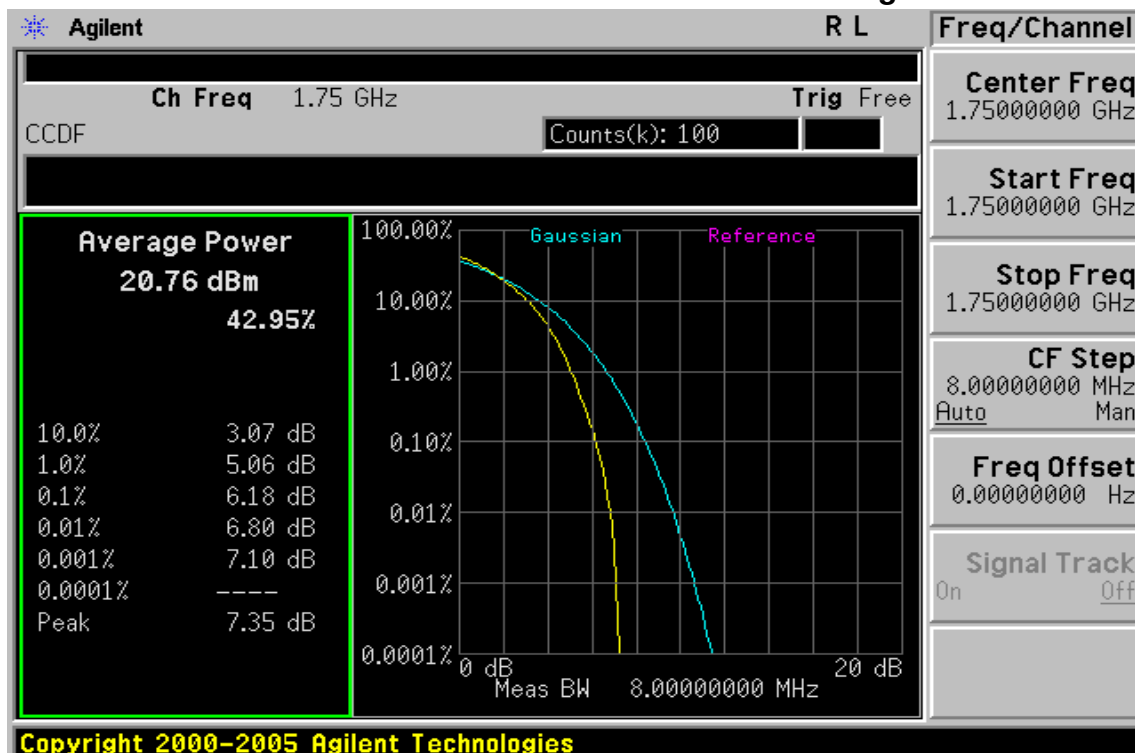 Agilent R L
Ch Freq 1.75 GHz Trig Free
CCDF Counts(k): 100
Average Power
20.76 dBm
42.95%
10.0% 3.07 dB
1.0% 5.06 dB
0.1% 6.18 dB
0.01% 6.80 dB
0.001% 7.10 dB
0.0001% ----
Peak 7.35 dB
Gaussian Reference
100.00%
10.00%
1.00%
0.10%
0.01%
0.001%
0.0001%
0 dB 20 dB
Meas BW 8.00000000 MHz
Freq/Channel
Center Freq
1.75000000 GHz
Start Freq
1.75000000 GHz
Stop Freq
1.75000000 GHz
CF Step
8.00000000 MHz
Auto Man
Freq Offset
0.00000000 Hz
Signal Track
On Off
Copyright 2000-2005 Agilent Technologies